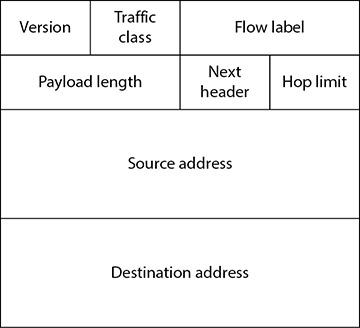 Version
Traffic
class
Flow label
Payload length
Next
header
Hop limit
Source address
Destination address